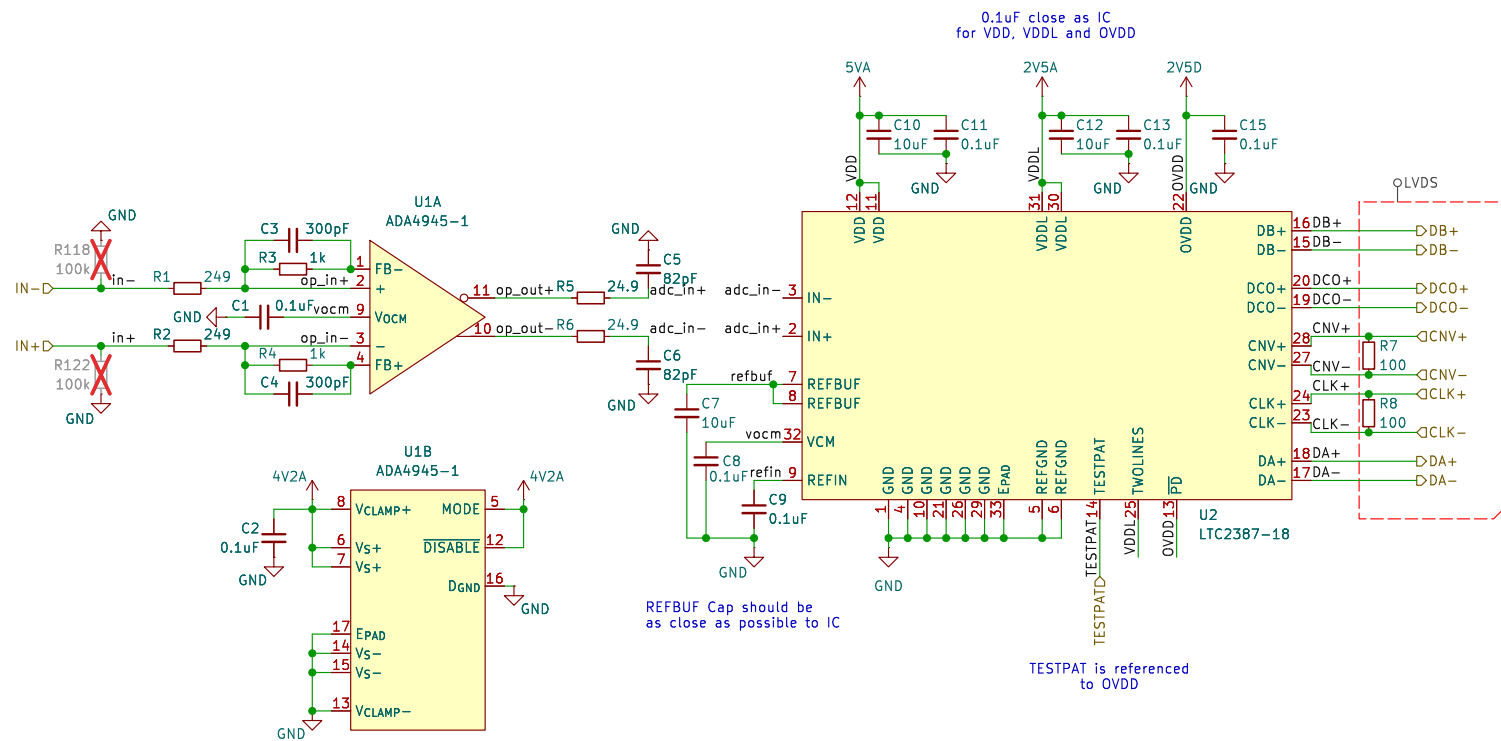 0.1uF close as IC
for VDD, VDDL and OVDD
5VA
2V5A
2V5D
C10
10uF
C11
0.1uF
C12
10uF
C13
0.1uF
C15
0.1uF
VDD
VDDL
OVDD
GND
GND
GND
12
11
31
30
22
VDD
VDD
VDDL
VDDL
OVDD
LVDS
U1A
ADA4945-1
GND
R118
100k
IN-
in-
R1
249
C3
300pF
R3
1k
op_in+
GND
C1
0.1uF
vocm
IN+
in+
R2
249
op_in-
R4
1k
C4
300pF
R122
100k
GND
1
FB-
2
+
9
VOCM
3
-
4
FB+
11
op_out+
R5
24.9
10
op_out-
R6
24.9
GND
C5
82pF
adc_in+
adc_in-
C6
82pF
GND
adc_in-
3
IN-
adc_in+
2
IN+
refbuf
7
REFBUF
8
REFBUF
C7
10uF
vocm
32
VCM
C8
0.1uF
refin
9
REFIN
C9
0.1uF
GND
DB+
16
DB+
DB+
DB-
15
DB-
DB-
DCO+
20
DCO+
DCO+
DCO-
19
DCO-
DCO-
CNV+
28
CNV+
CNV+
R7
100
CNV-
27
CNV-
CNV-
CLK+
24
CLK+
CLK+
R8
100
CLK-
23
CLK-
CLK-
DA+
18
DA+
DA+
DA-
17
DA-
DA-
GND
GND
GND
GND
GND
GND
EPAD
REFGND
REFGND
TESTPAT
TWOLINES
PD
1
4
10
21
26
29
33
5
6
14
25
13
U2
LTC2387-18
TESTPAT
VDDL
OVDD
GND
TESTPAT
U1B
ADA4945-1
4V2A
4V2A
8
VCLAMP+
MODE
5
C2
0.1uF
GND
6
VS+
DISABLE
12
7
VS+
DGND
16
GND
17
EPAD
14
VS-
15
VS-
13
VCLAMP-
GND
REFBUF Cap should be
as close as possible to IC
TESTPAT is referenced
to OVDD